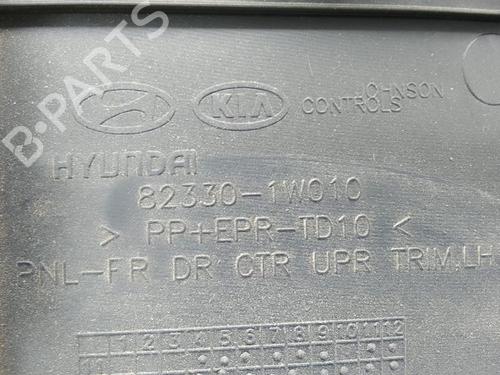 B-PARTS
KIA
JOHNSON
CONTROLS
HYUNDAI
82330-1W010
> PP+EPR-TD10 <
PNL-FR DR CTR UPR TRIM.LH
1 2 3 4 5 6 7 8 9 10 11 12